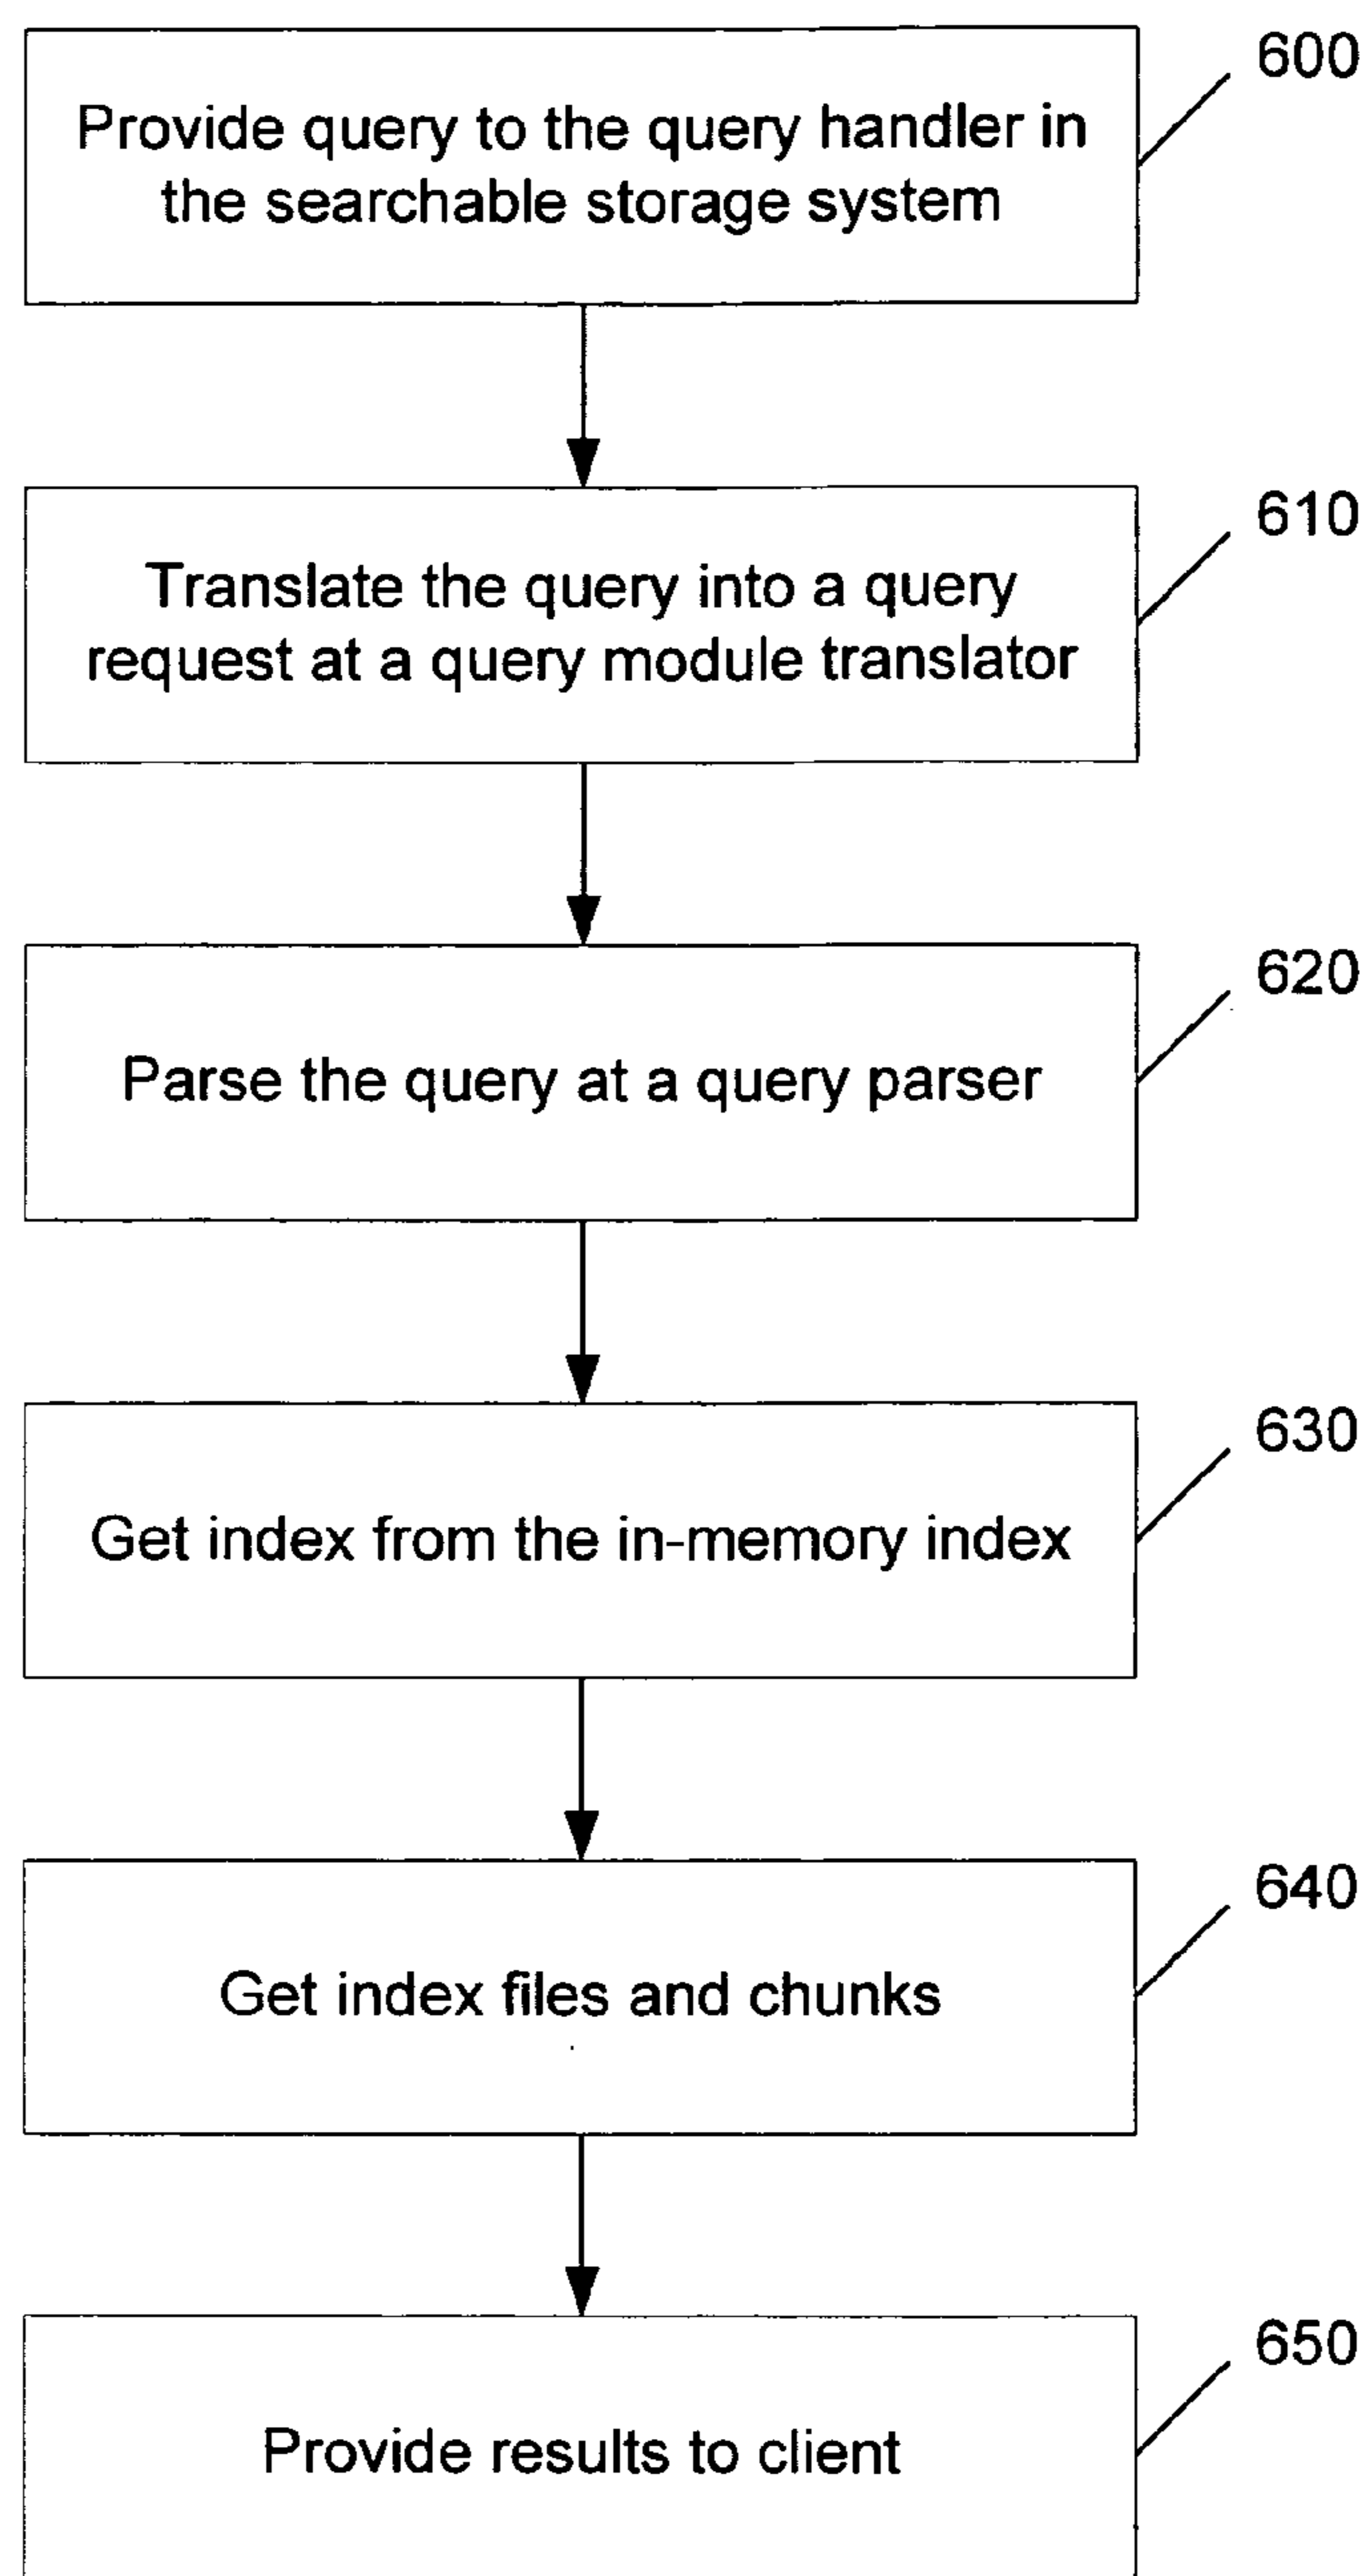 600
Provide query to the query handler in
the searchable storage system
610
Translate the query into a query
request at a query module translator
620
Parse the query at a query parser
630
Get index from the in-memory index
640
Get index files and chunks
650
Provide results to client